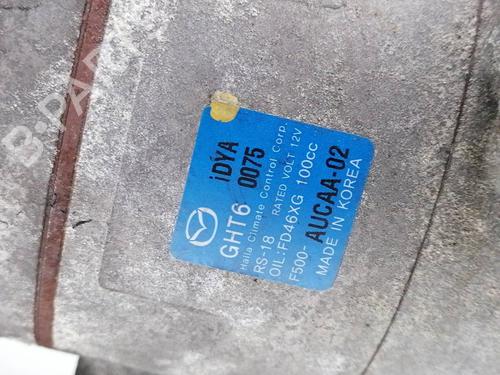 B-PARTS
iDYA
GHT6 0075
Halla Climate Control Corp.
RS-18 RATED VOLT 12V
OIL:FD46XG 100cc
F500-AUCAA-02
MADE IN KOREA